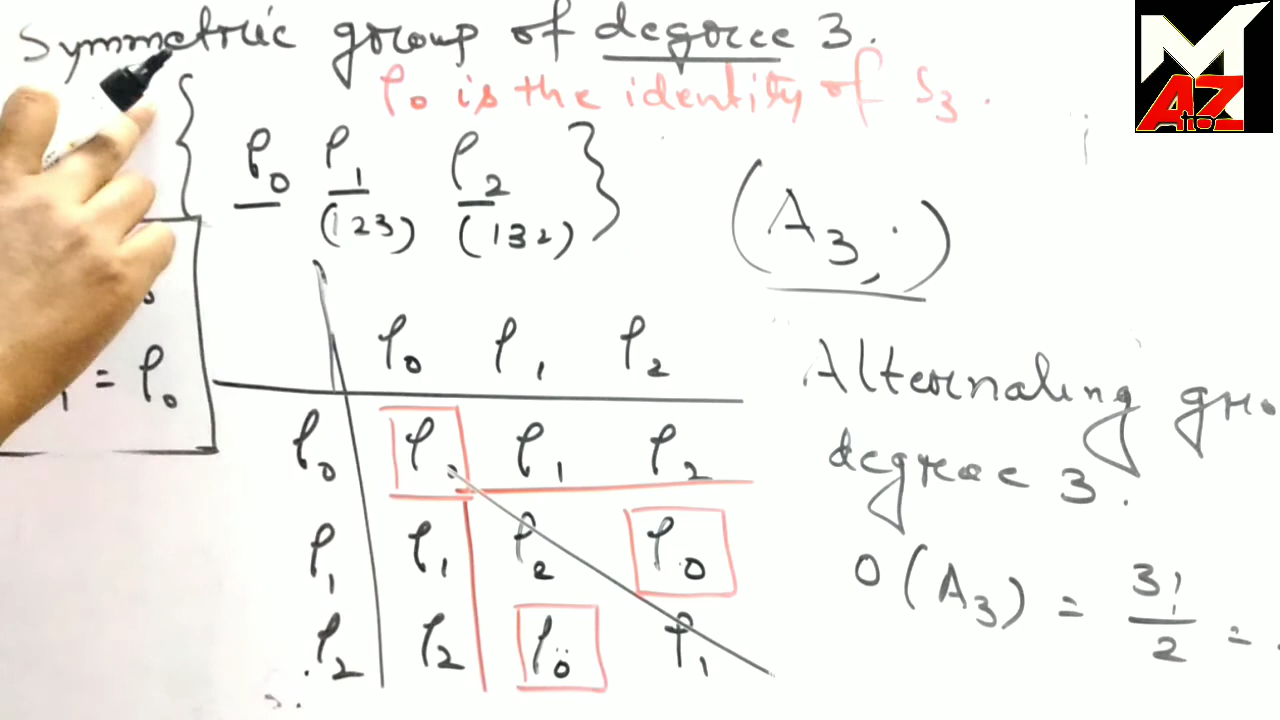 Symmetric group of degree 3.
ρ0 is the identity of S3.
{ ρ0 ρ1 ρ2 }
(123) (132)
(A3,)
ρ0 ρ1 ρ2
ρ0 ρ0 ρ1 ρ2
ρ1 ρ1 ρ2 ρ0
ρ2 ρ2 ρ0 ρ1
= ρ0
Alternating gro
degree 3.
O(A3) = 3!/2 =
M
AtoZ